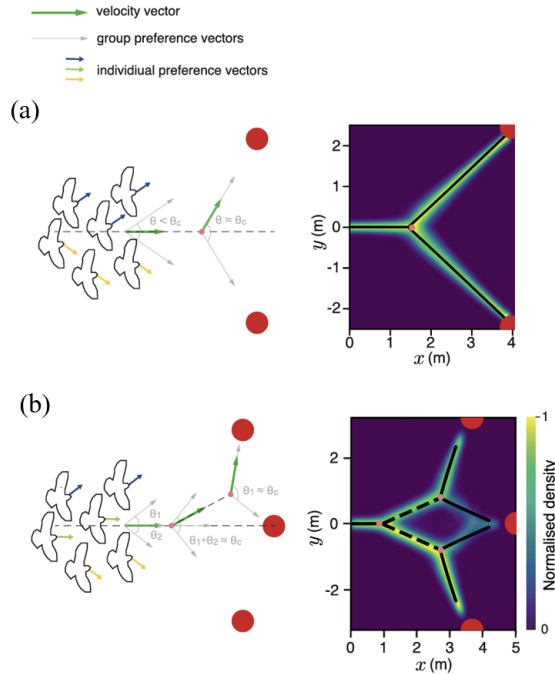 velocity vector
group preference vectors
individiual preference vectors
(a)
θ < θc
θ ≈ θc
2
1
0
-1
-2
y (m)
0 1 2 3 4
x (m)
(b)
θ1
θ2
θ1+θ2 ≈ θc
θ1 ≈ θc
2
0
-2
y (m)
0 1 2 3 4 5
x (m)
1
0
Normalised density